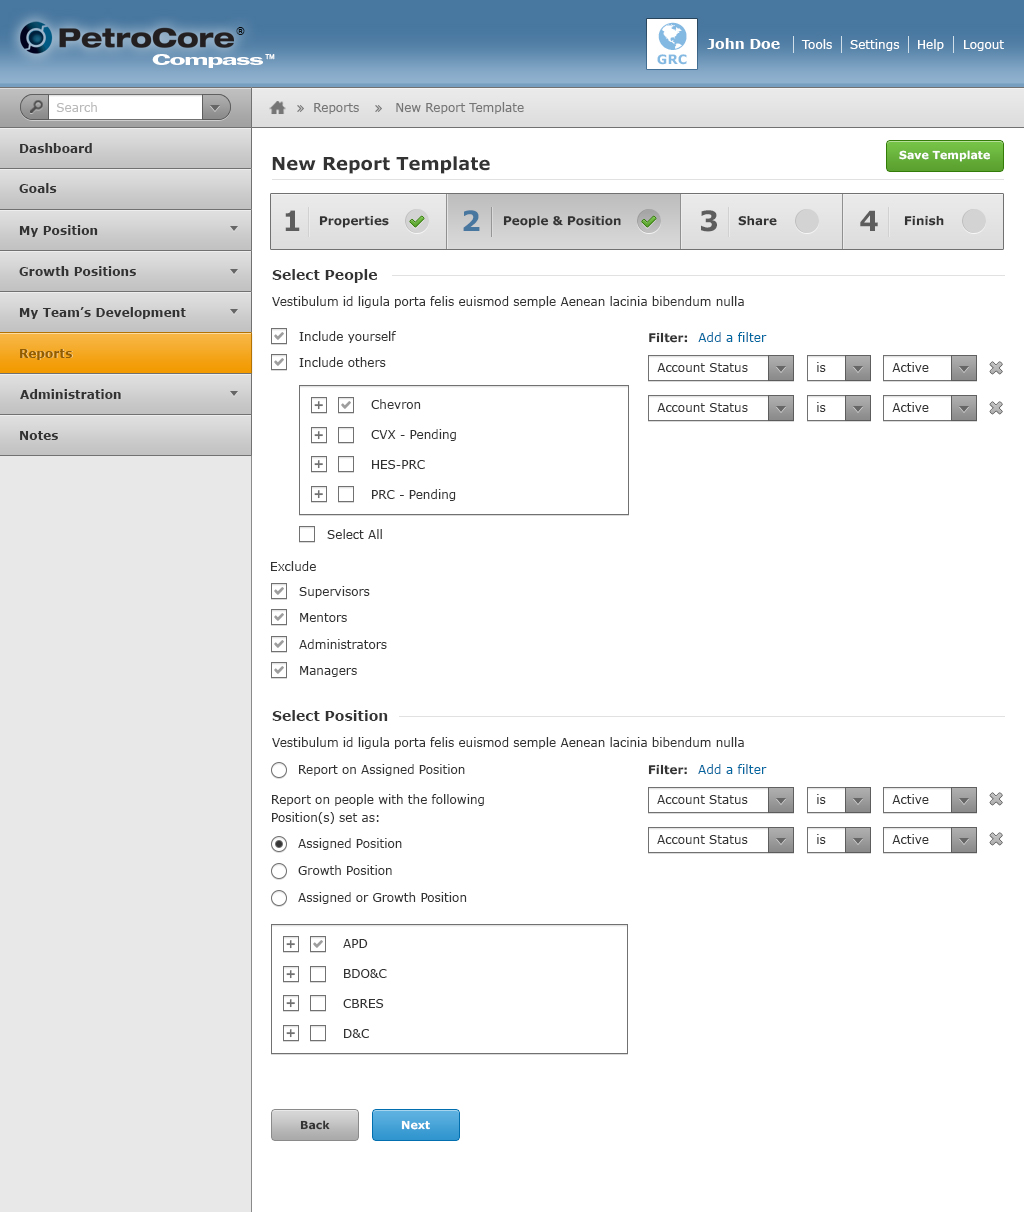 PetroCore®
Compass™
GRC
John Doe
Tools
Settings
Help
Logout
Search
» Reports » New Report Template
Dashboard
Goals
My Position
Growth Positions
My Team's Development
Reports
Administration
Notes
New Report Template
Save Template
1 Properties
2 People & Position
3 Share
4 Finish
Select People
Vestibulum id ligula porta felis euismod semple Aenean lacinia bibendum nulla
Include yourself
Include others
Chevron
CVX - Pending
HES-PRC
PRC - Pending
Select All
Filter: Add a filter
Account Status is Active
Account Status is Active
Exclude
Supervisors
Mentors
Administrators
Managers
Select Position
Vestibulum id ligula porta felis euismod semple Aenean lacinia bibendum nulla
Report on Assigned Position
Report on people with the following
Position(s) set as:
Assigned Position
Growth Position
Assigned or Growth Position
Filter: Add a filter
Account Status is Active
Account Status is Active
APD
BDO&C
CBRES
D&C
Back
Next